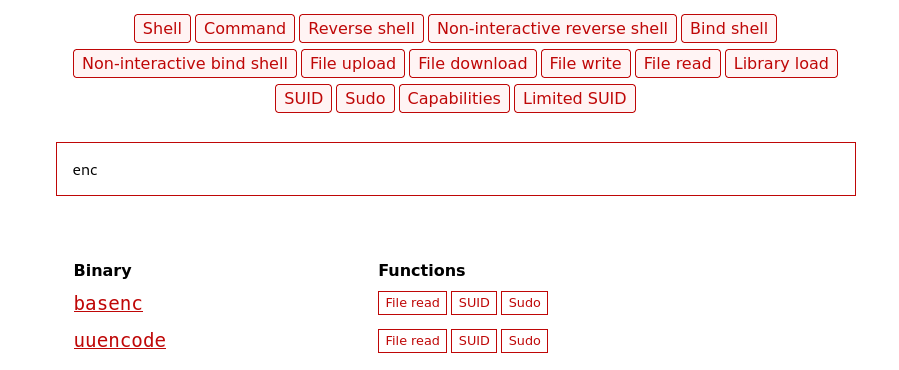 Shell Command Reverse shell Non-interactive reverse shell Bind shell
Non-interactive bind shell File upload File download File write File read Library load
SUID Sudo Capabilities Limited SUID
enc
Binary Functions
basenc File read SUID Sudo
uuencode File read SUID Sudo